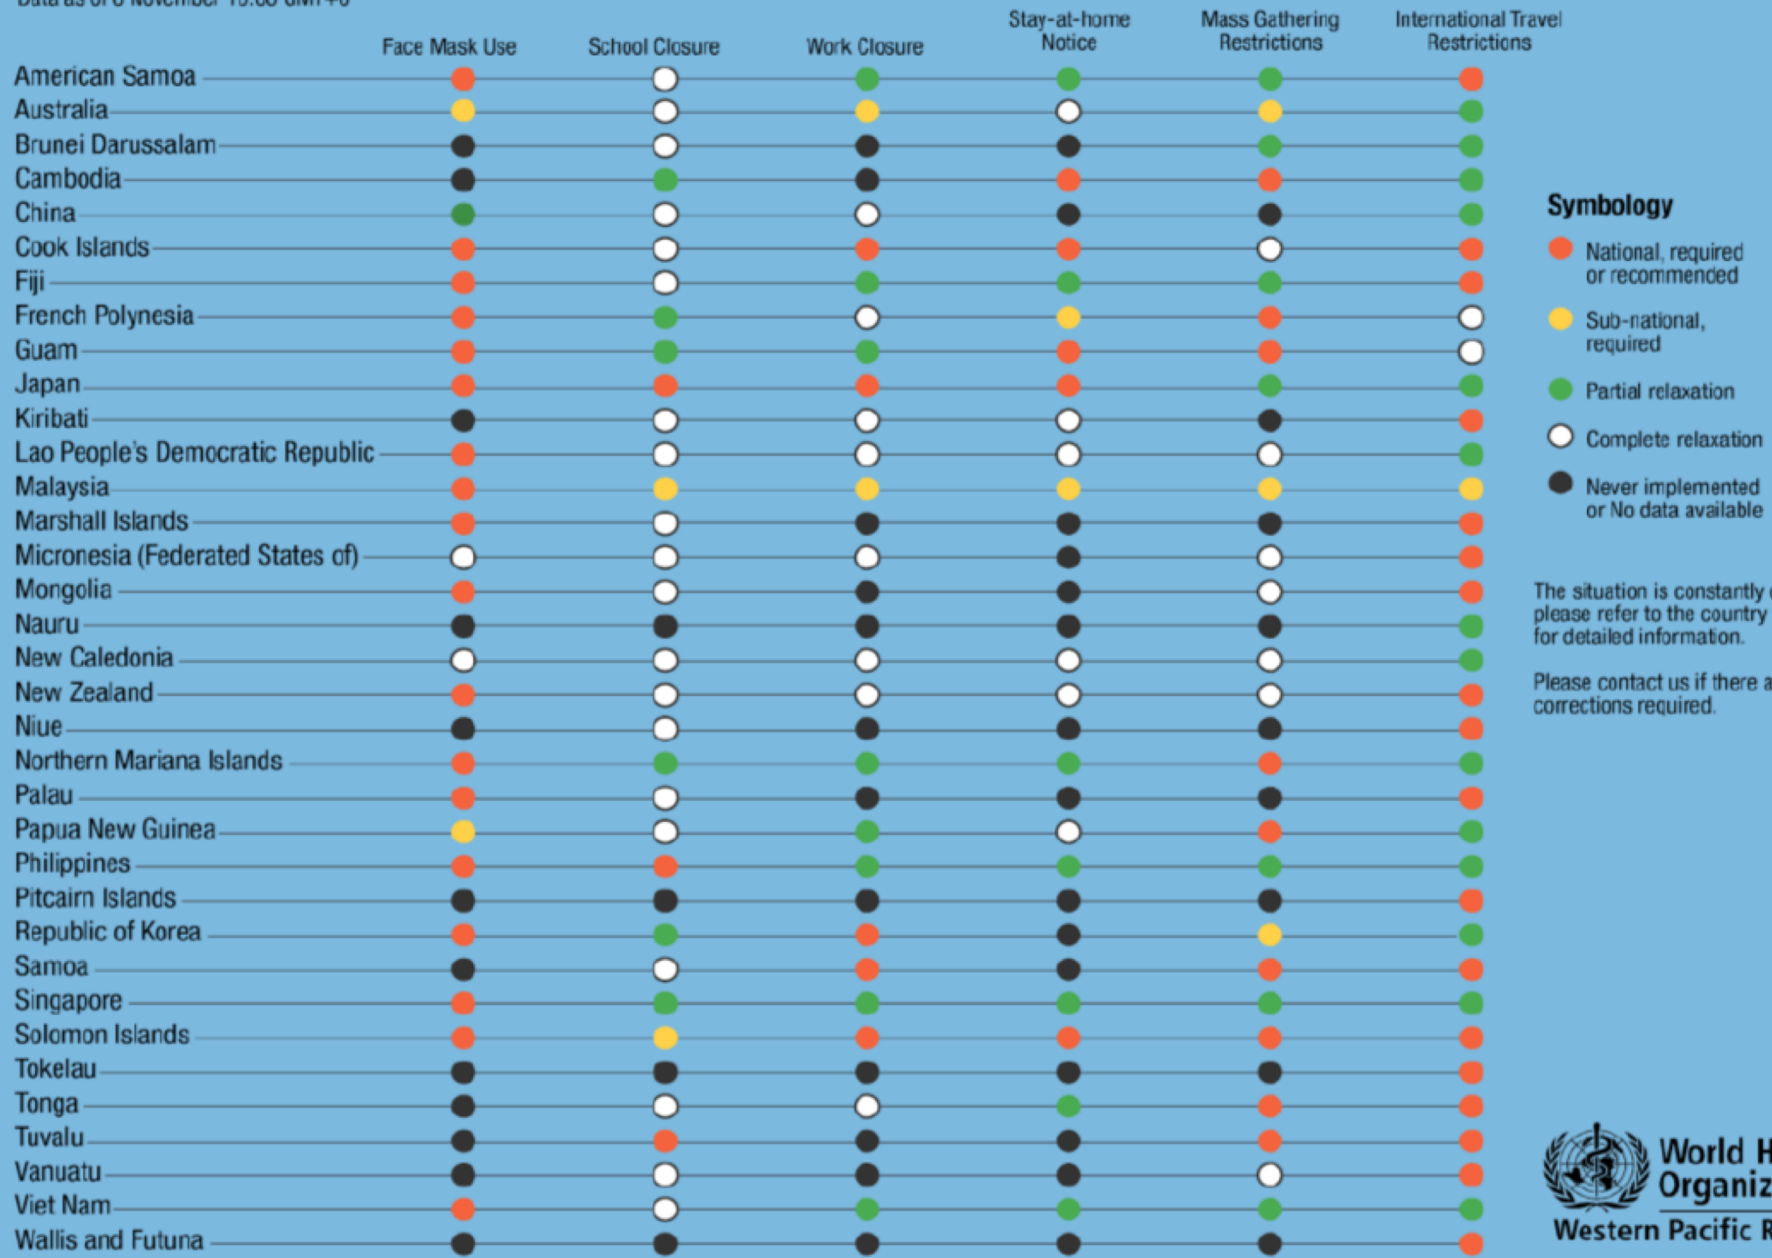 Face Mask Use
School Closure
Work Closure
Stay-at-home
Notice
Mass Gathering
Restrictions
International Travel
Restrictions
American Samoa
Australia
Brunei Darussalam
Cambodia
China
Cook Islands
Fiji
French Polynesia
Guam
Japan
Kiribati
Lao People's Democratic Republic
Malaysia
Marshall Islands
Micronesia (Federated States of)
Mongolia
Nauru
New Caledonia
New Zealand
Niue
Northern Mariana Islands
Palau
Papua New Guinea
Philippines
Pitcairn Islands
Republic of Korea
Samoa
Singapore
Solomon Islands
Tokelau
Tonga
Tuvalu
Vanuatu
Viet Nam
Wallis and Futuna
Symbology
National, required
or recommended
Sub-national,
required
Partial relaxation
Complete relaxation
Never implemented
or No data available
The situation is constantly
please refer to the country
for detailed information.
Please contact us if there
corrections required.
World
Western Pacific